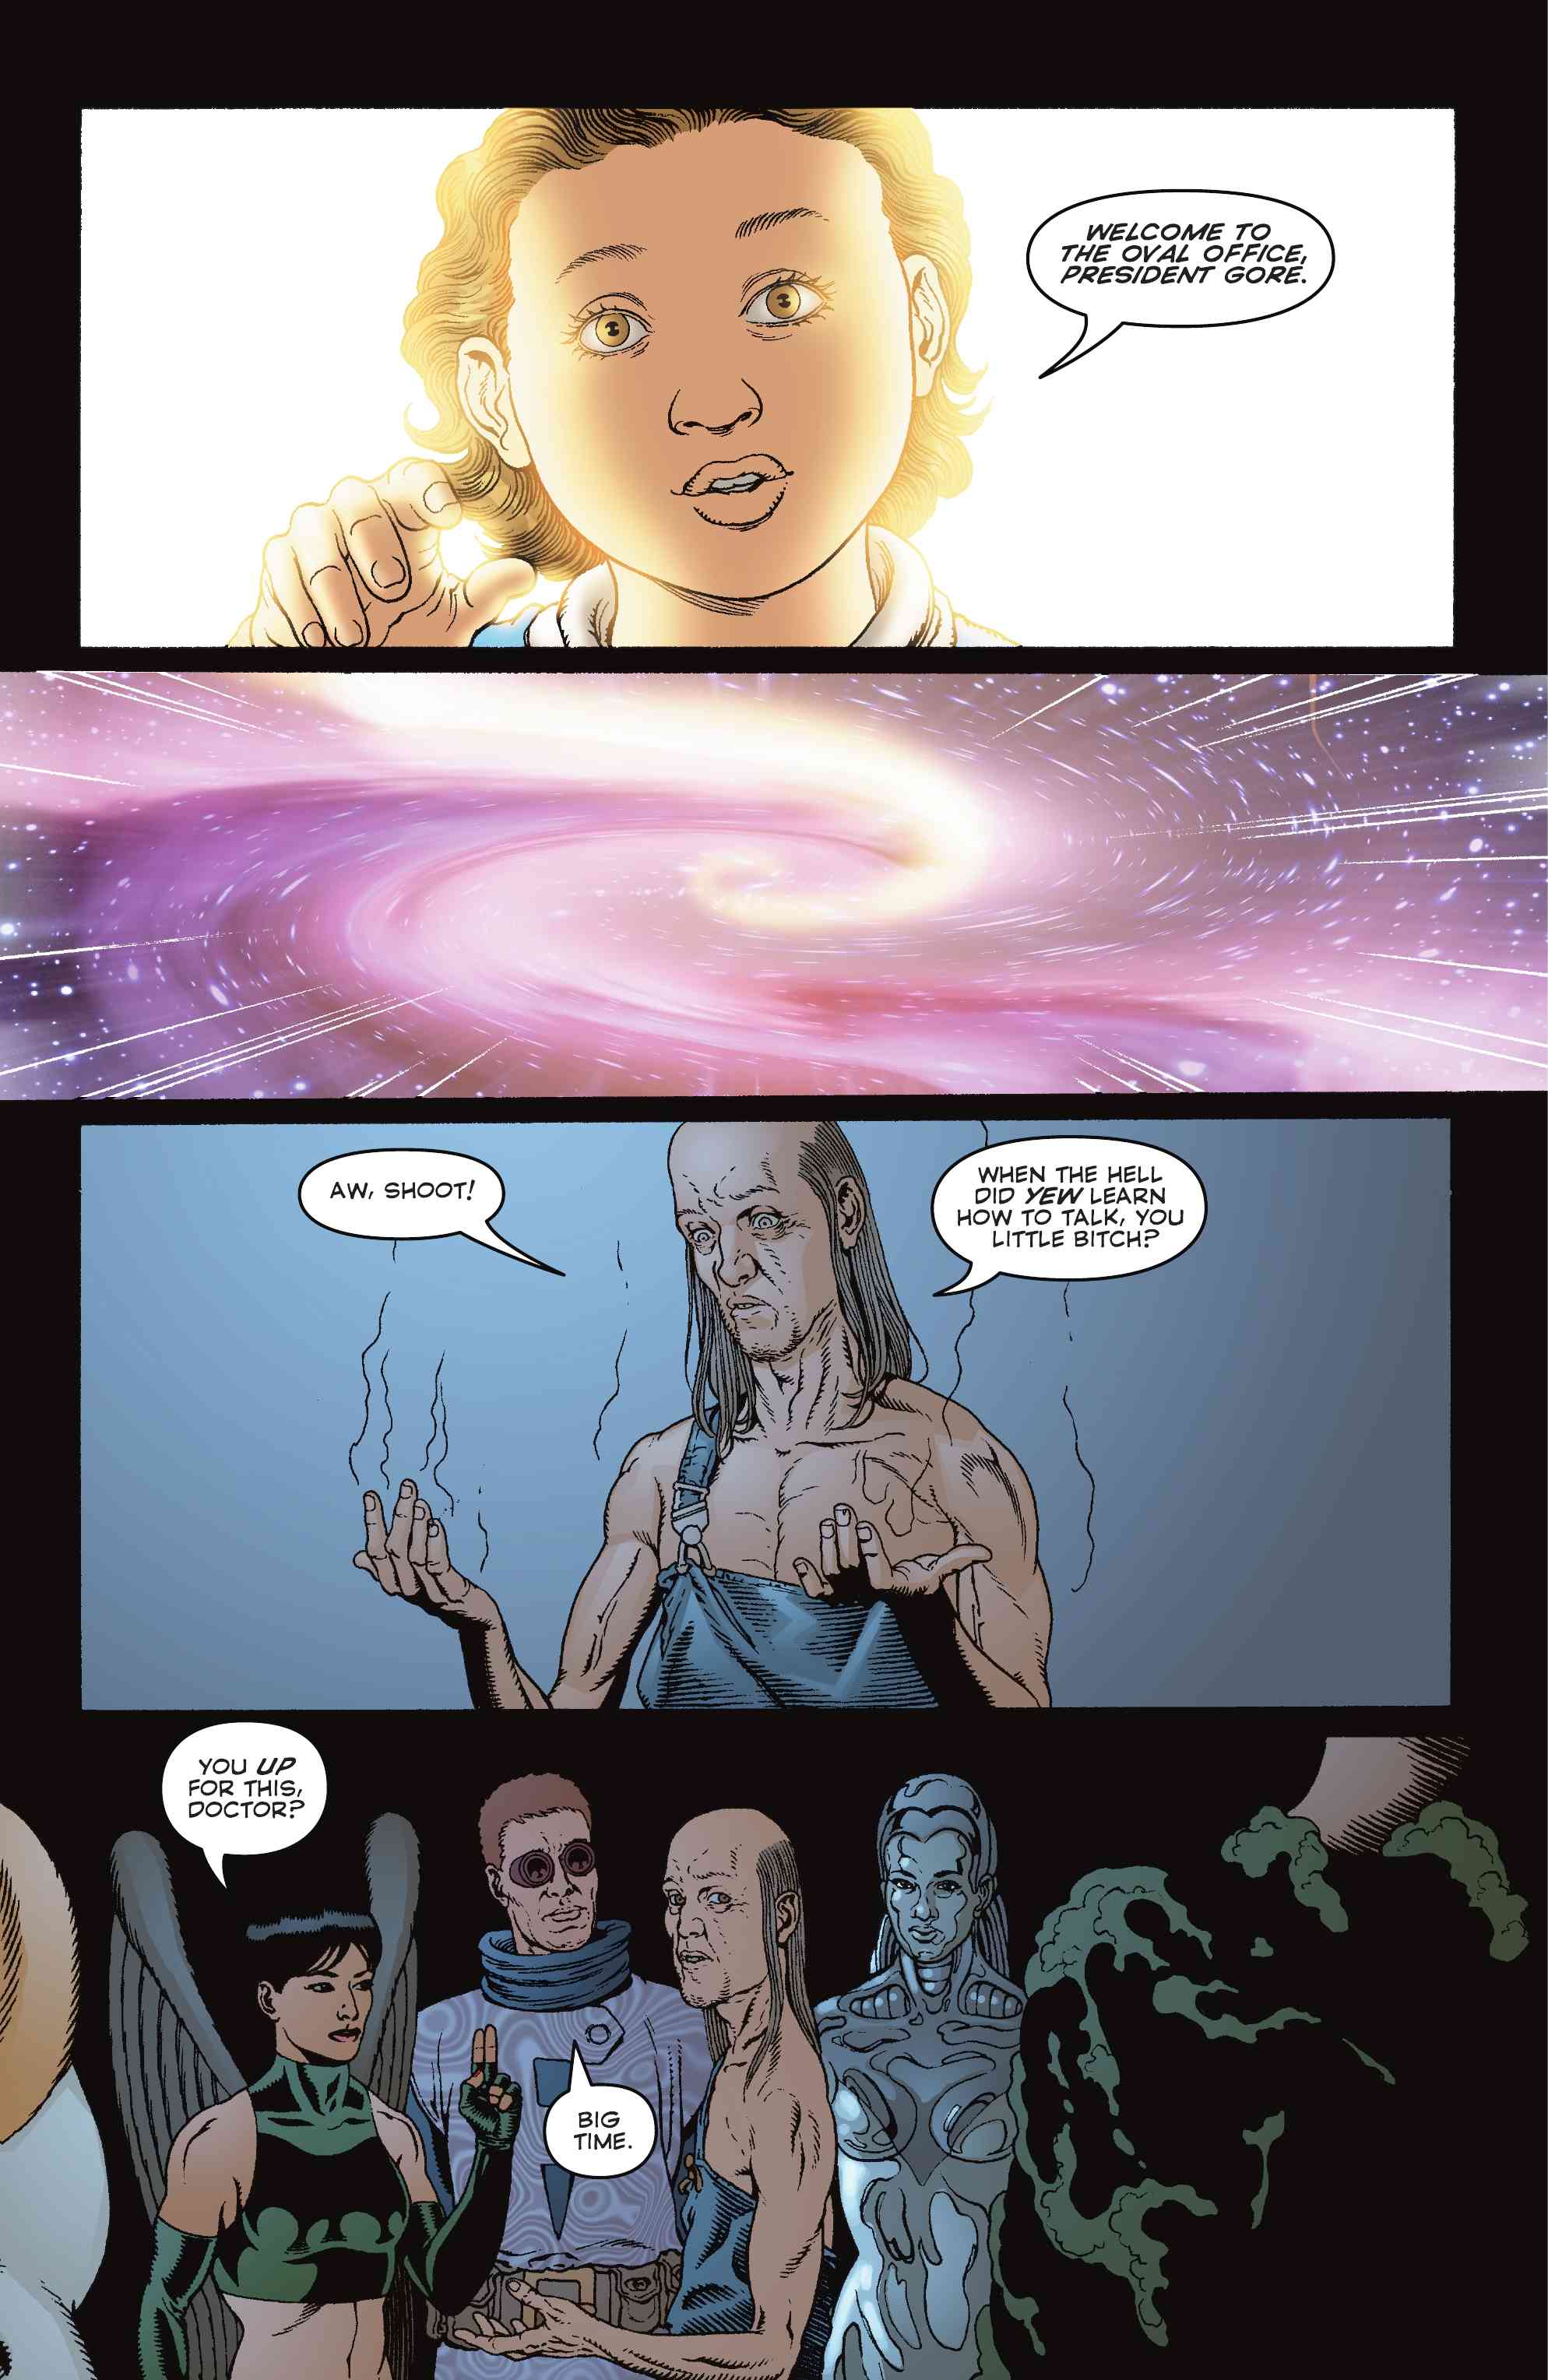 WELCOME TO
THE OVAL OFFICE,
PRESIDENT GORE.
AW, SHOOT!
WHEN THE HELL
DID YEW LEARN
HOW TO TALK, YOU
LITTLE BITCH?
YOU UP
FOR THIS,
DOCTOR?
BIG
TIME.